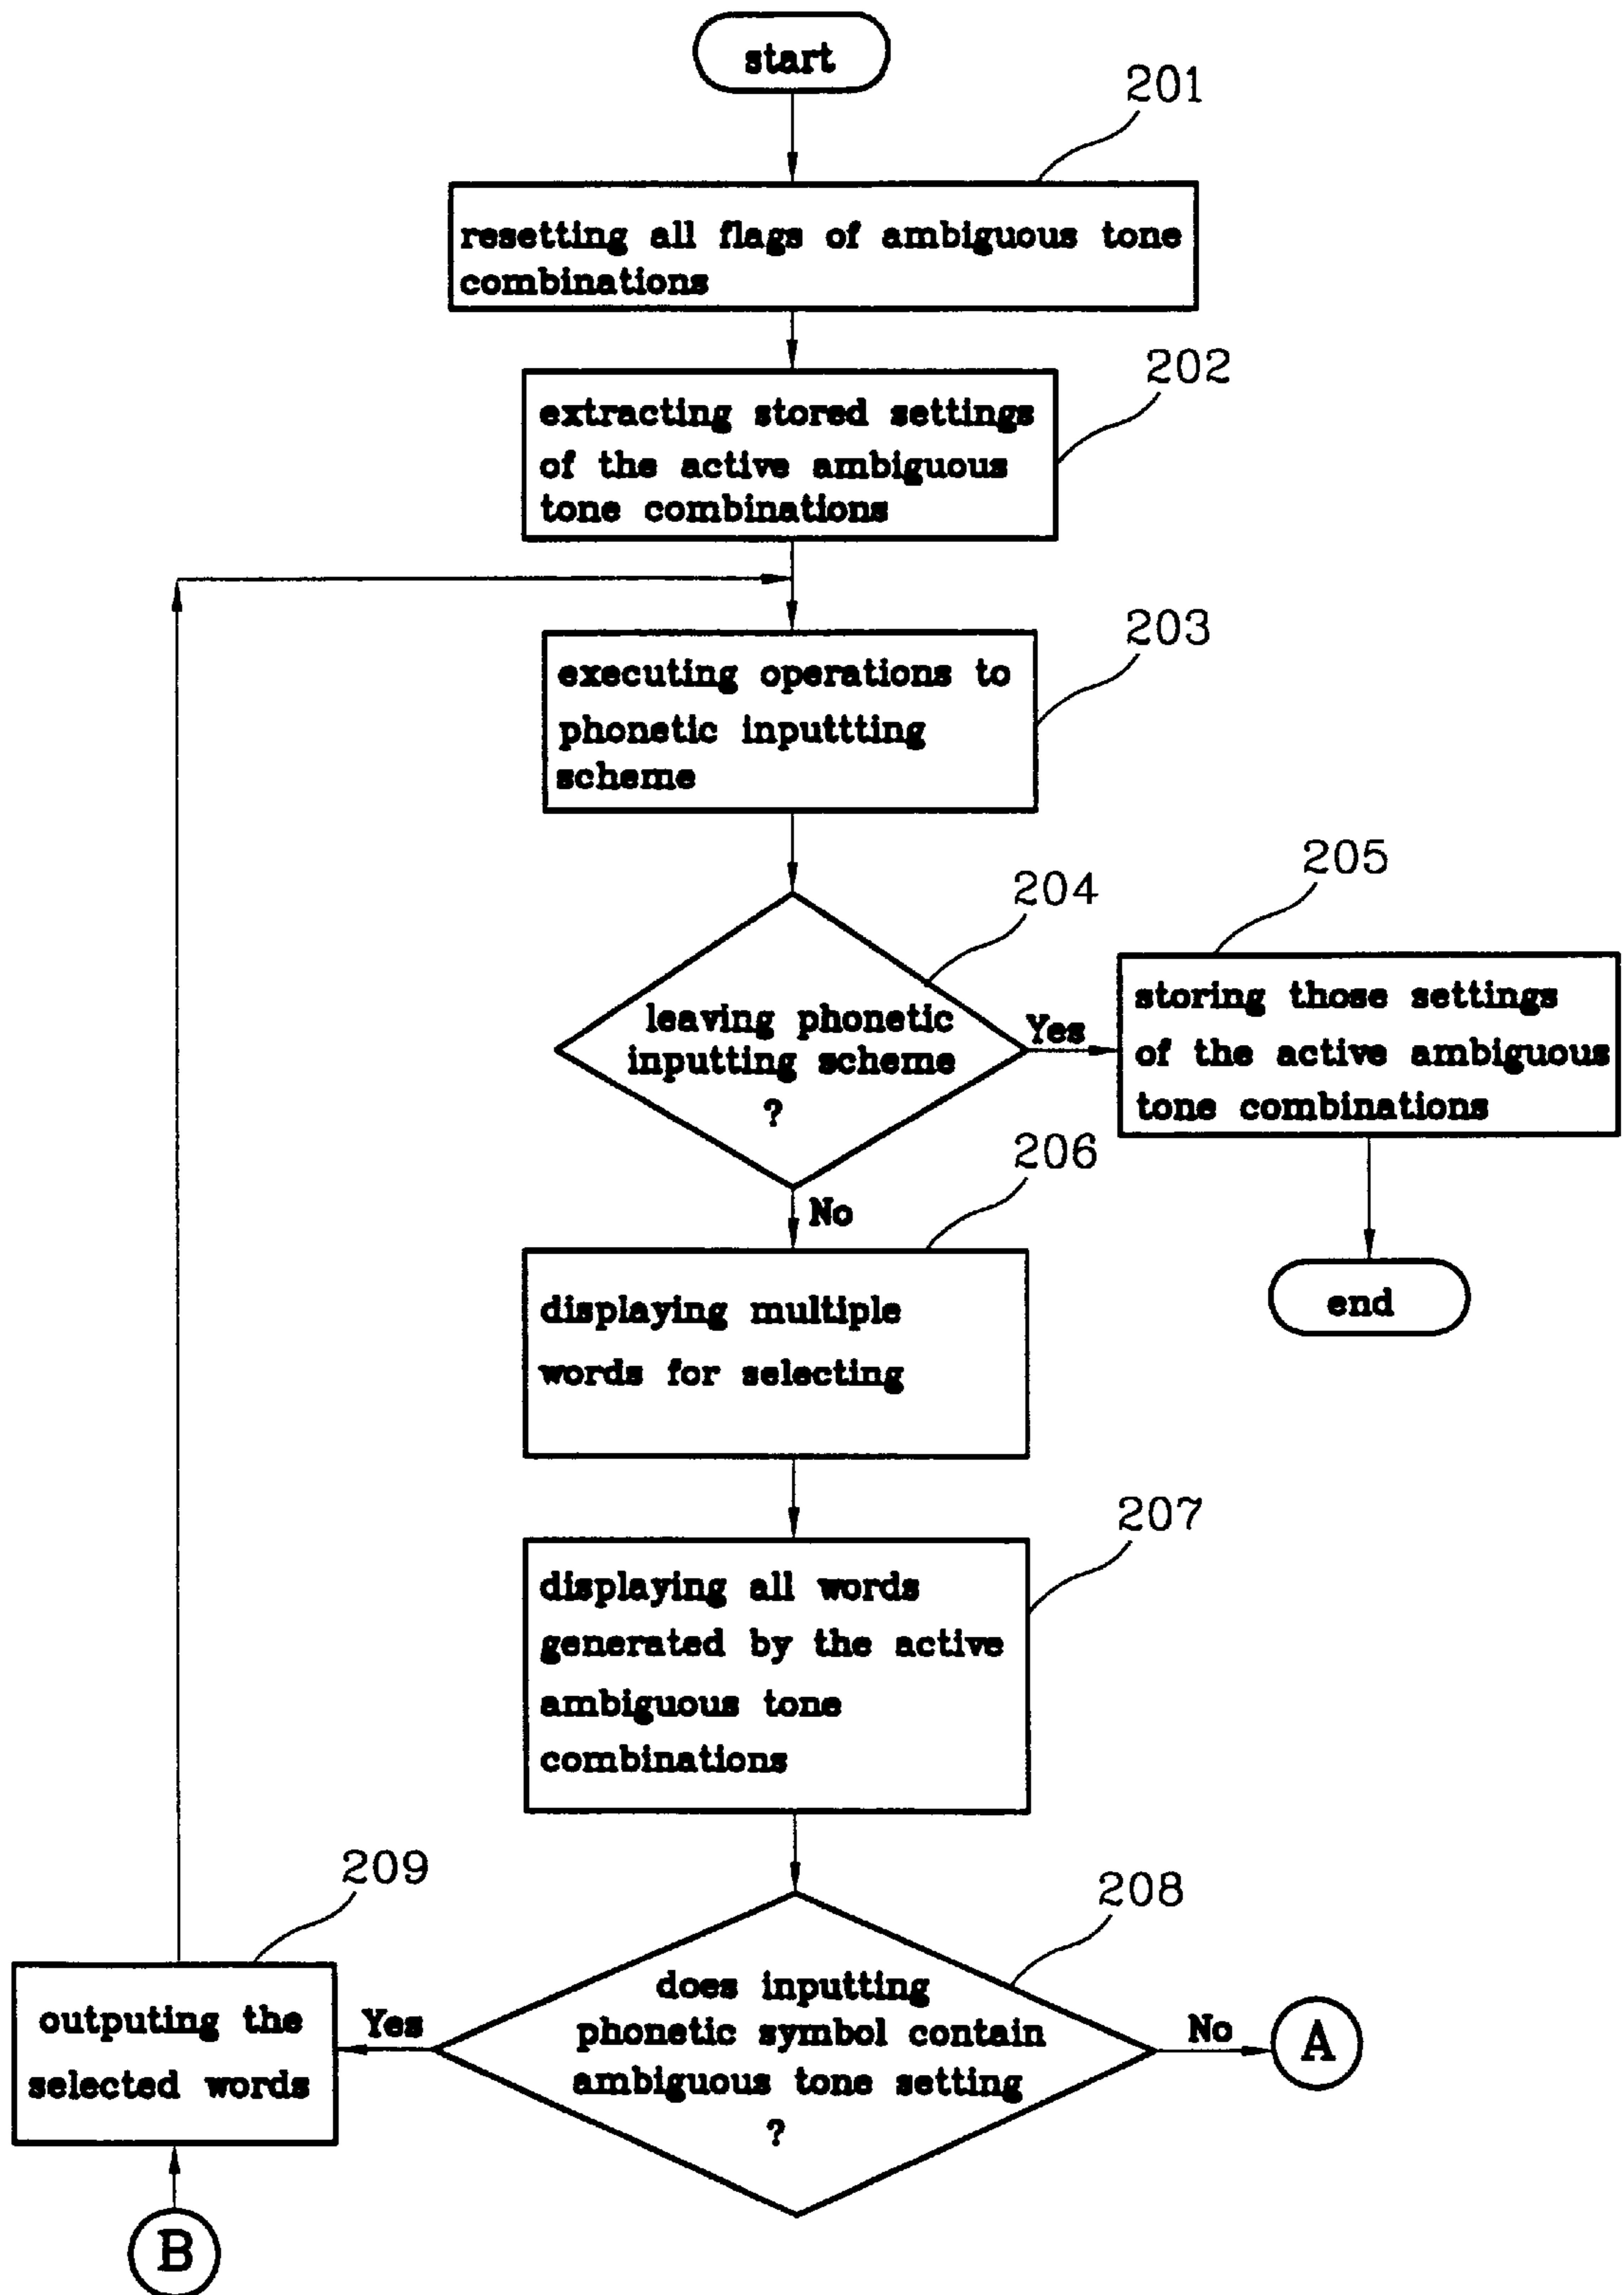 start
201
resetting all flags of ambiguous tone
combinations
202
extracting stored settings
of the active ambiguous
tone combinations
203
executing operations to
phonetic inputtting
scheme
204
leaving phonetic
inputting scheme
?
Yes
205
storing those settings
of the active ambiguous
tone combinations
end
No
206
displaying multiple
words for selecting
207
displaying all words
generated by the active
ambiguous tone
combinations
208
does inputting
phonetic symbol contain
ambiguous tone setting
?
Yes
No
A
209
outputing the
selected words
B